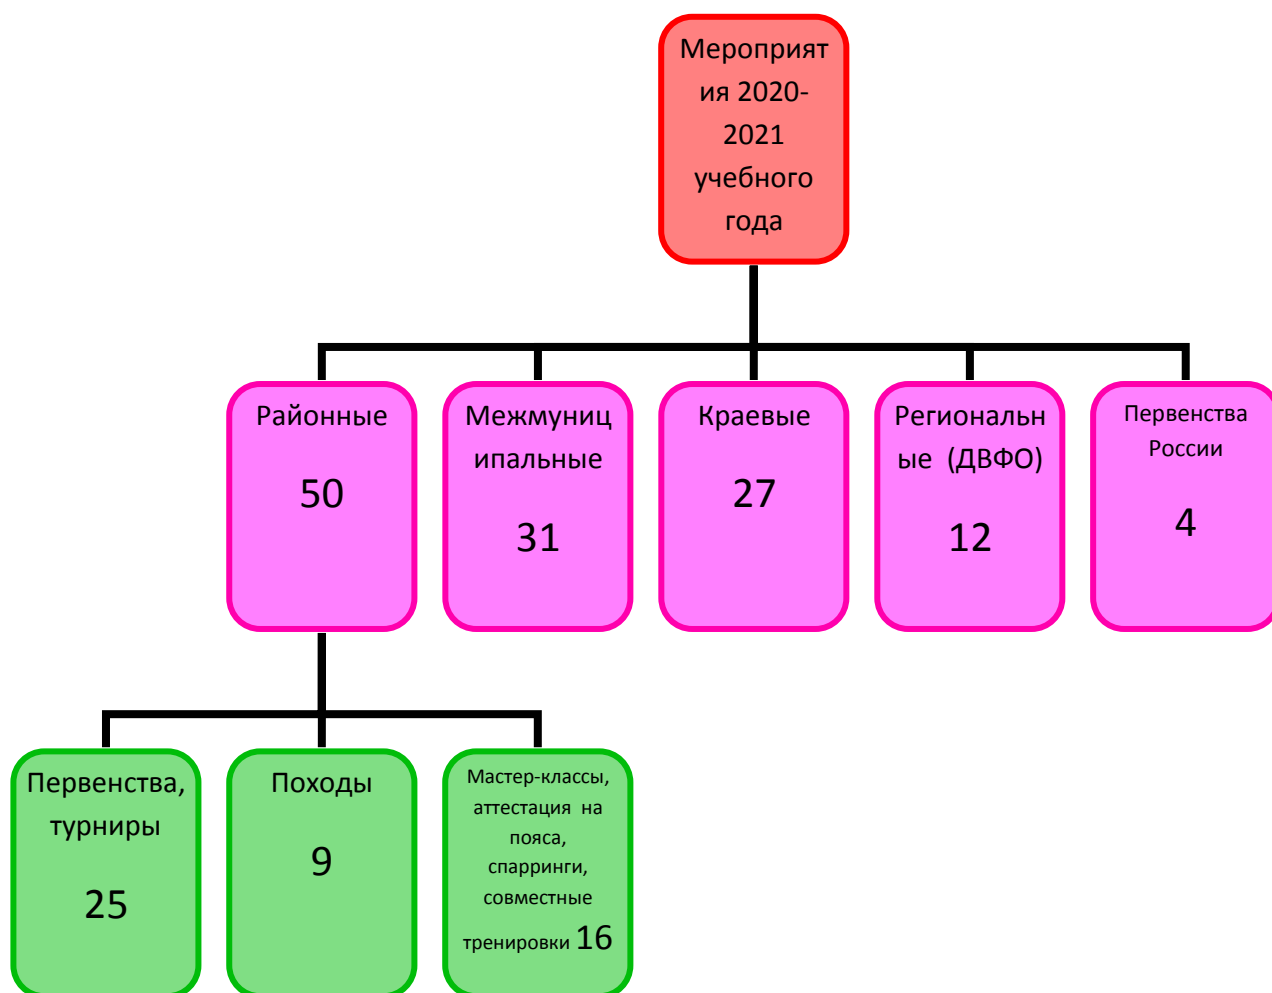 Мероприят
ия 2020-
2021
учебного
года
Районные
50
Межмуниц
ипальные
31
Краевые
27
Региональн
ые (ДВФО)
12
Первенства
России
4
Первенства,
турниры
25
Походы
9
Мастер-классы,
аттестация на
пояса,
спарринги,
совместные
тренировки 16